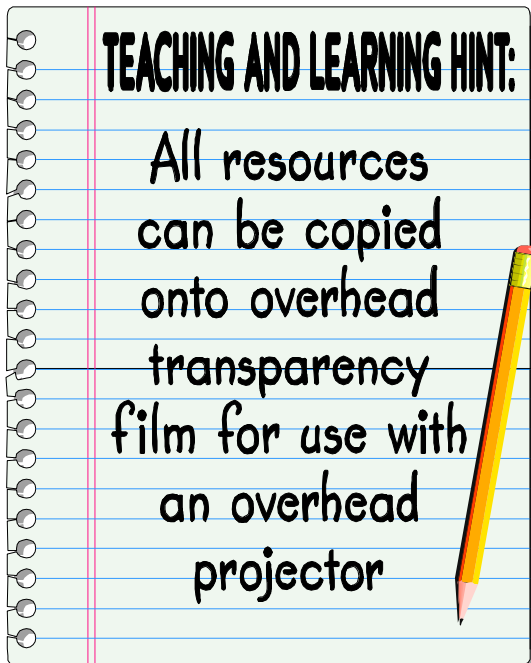 TEACHING AND LEARNING HINT:
All resources
can be copied
onto overhead
transparency
film for use with
an overhead
projector